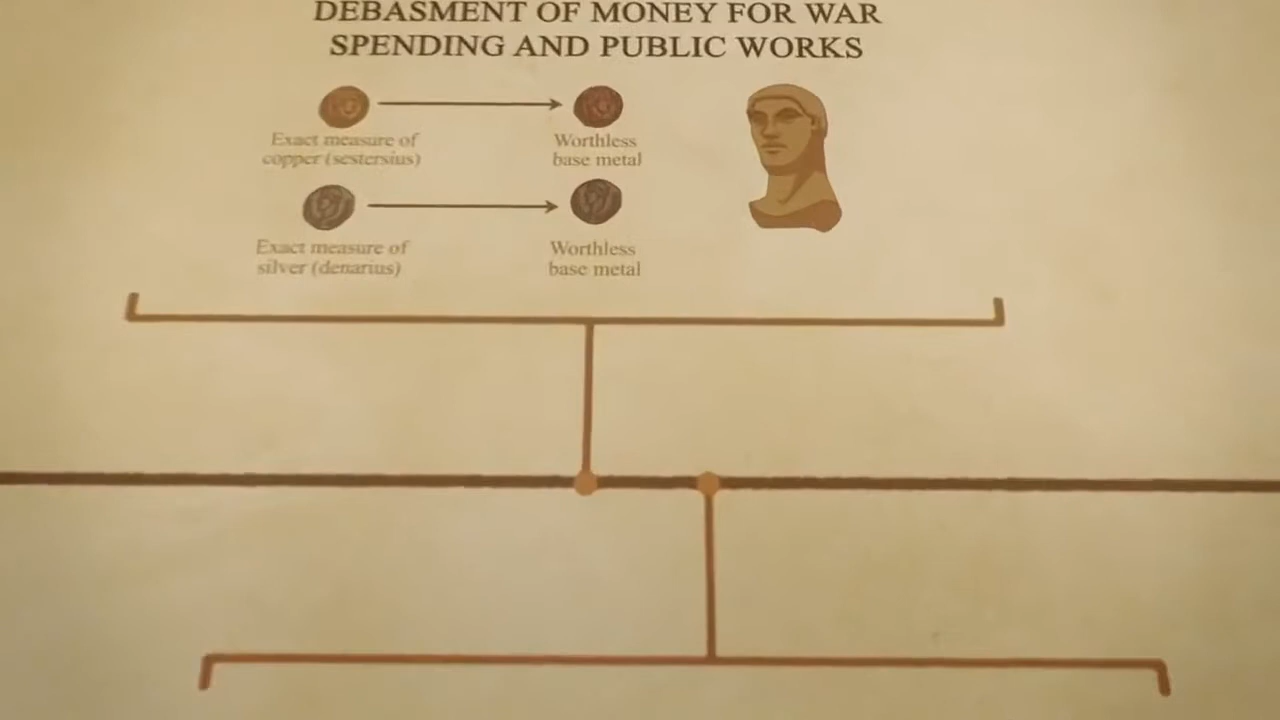 DEBASMENT OF MONEY FOR WAR
SPENDING AND PUBLIC WORKS
Exact measure of
copper (sestersius)
Worthless
base metal
Exact measure of
silver (denarius)
Worthless
base metal